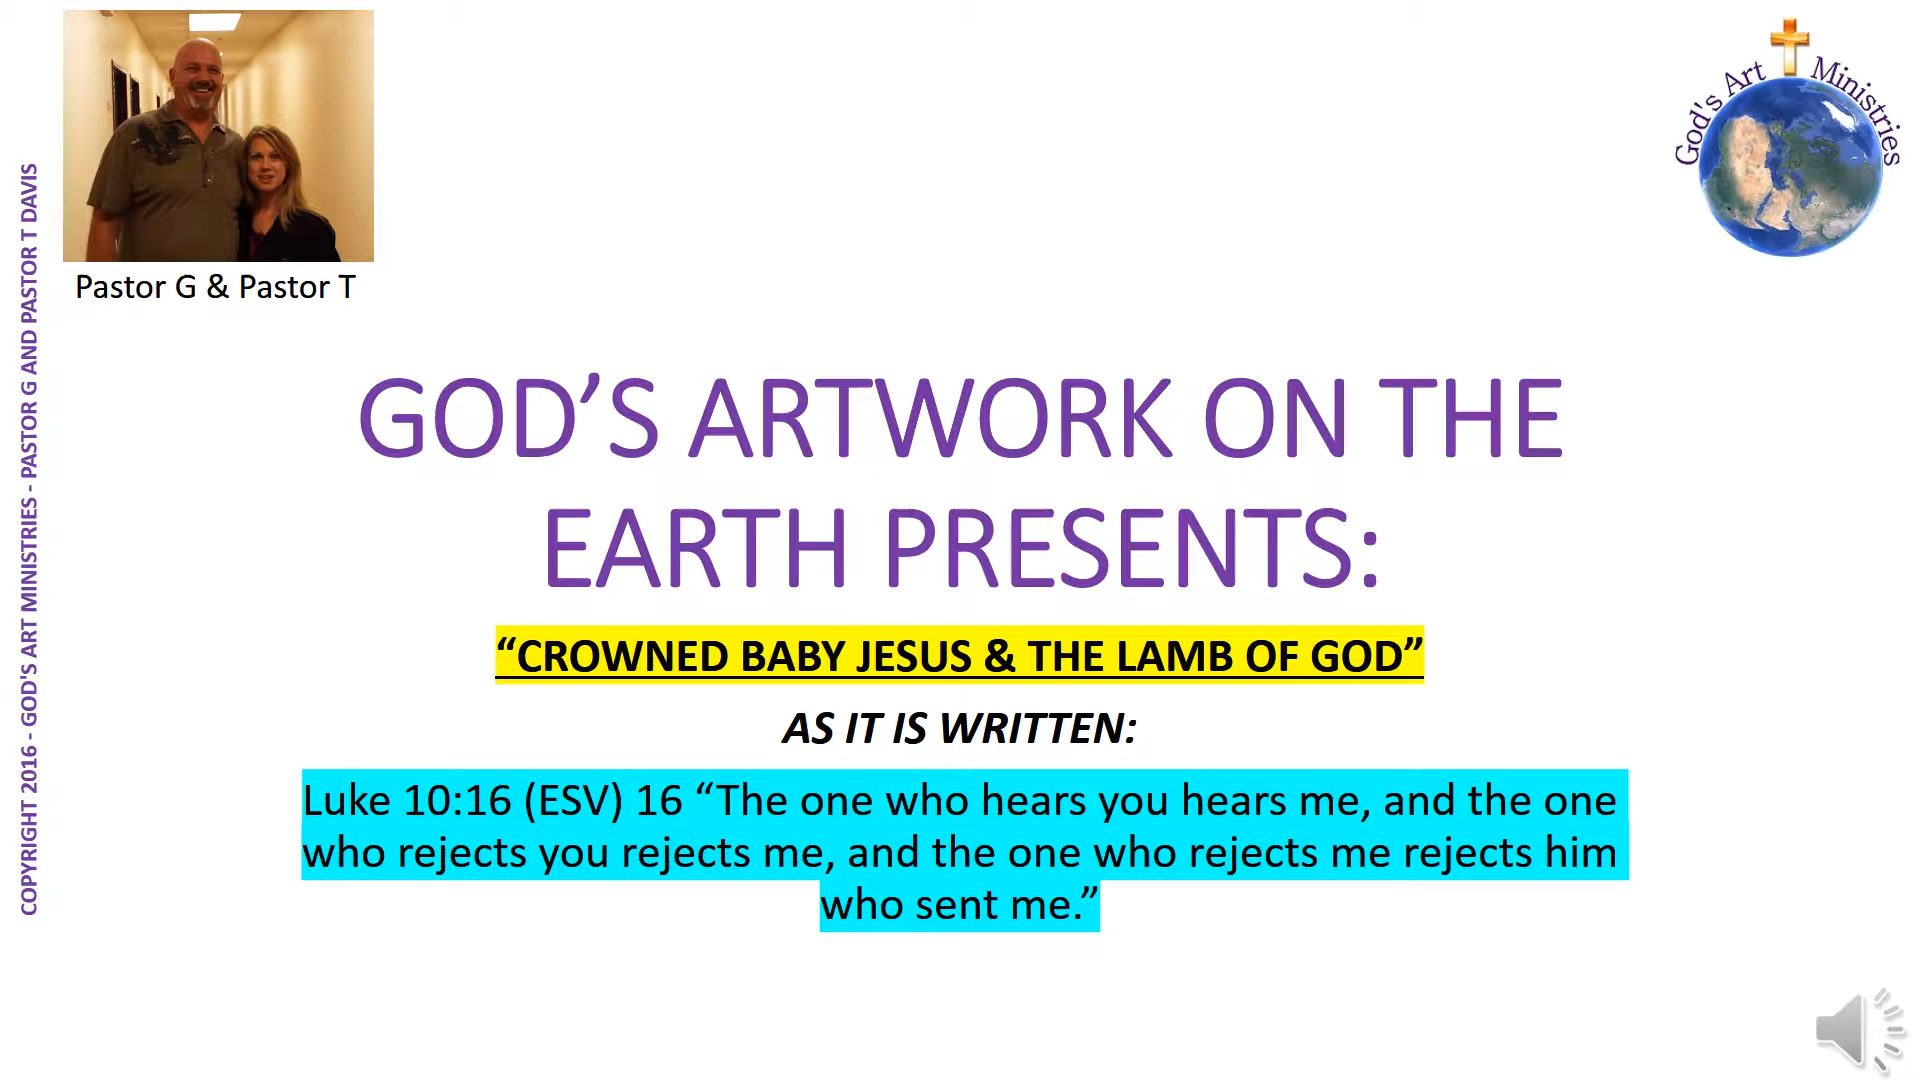 God's Art Ministries
Pastor G & Pastor T
COPYRIGHT 2016 - GOD'S ART MINISTRIES - PASTOR G AND PASTOR T DAVIS
GOD’S ARTWORK ON THE
EARTH PRESENTS:
“CROWNED BABY JESUS & THE LAMB OF GOD”
AS IT IS WRITTEN:
Luke 10:16 (ESV) 16 “The one who hears you hears me, and the one
who rejects you rejects me, and the one who rejects me rejects him
who sent me.”